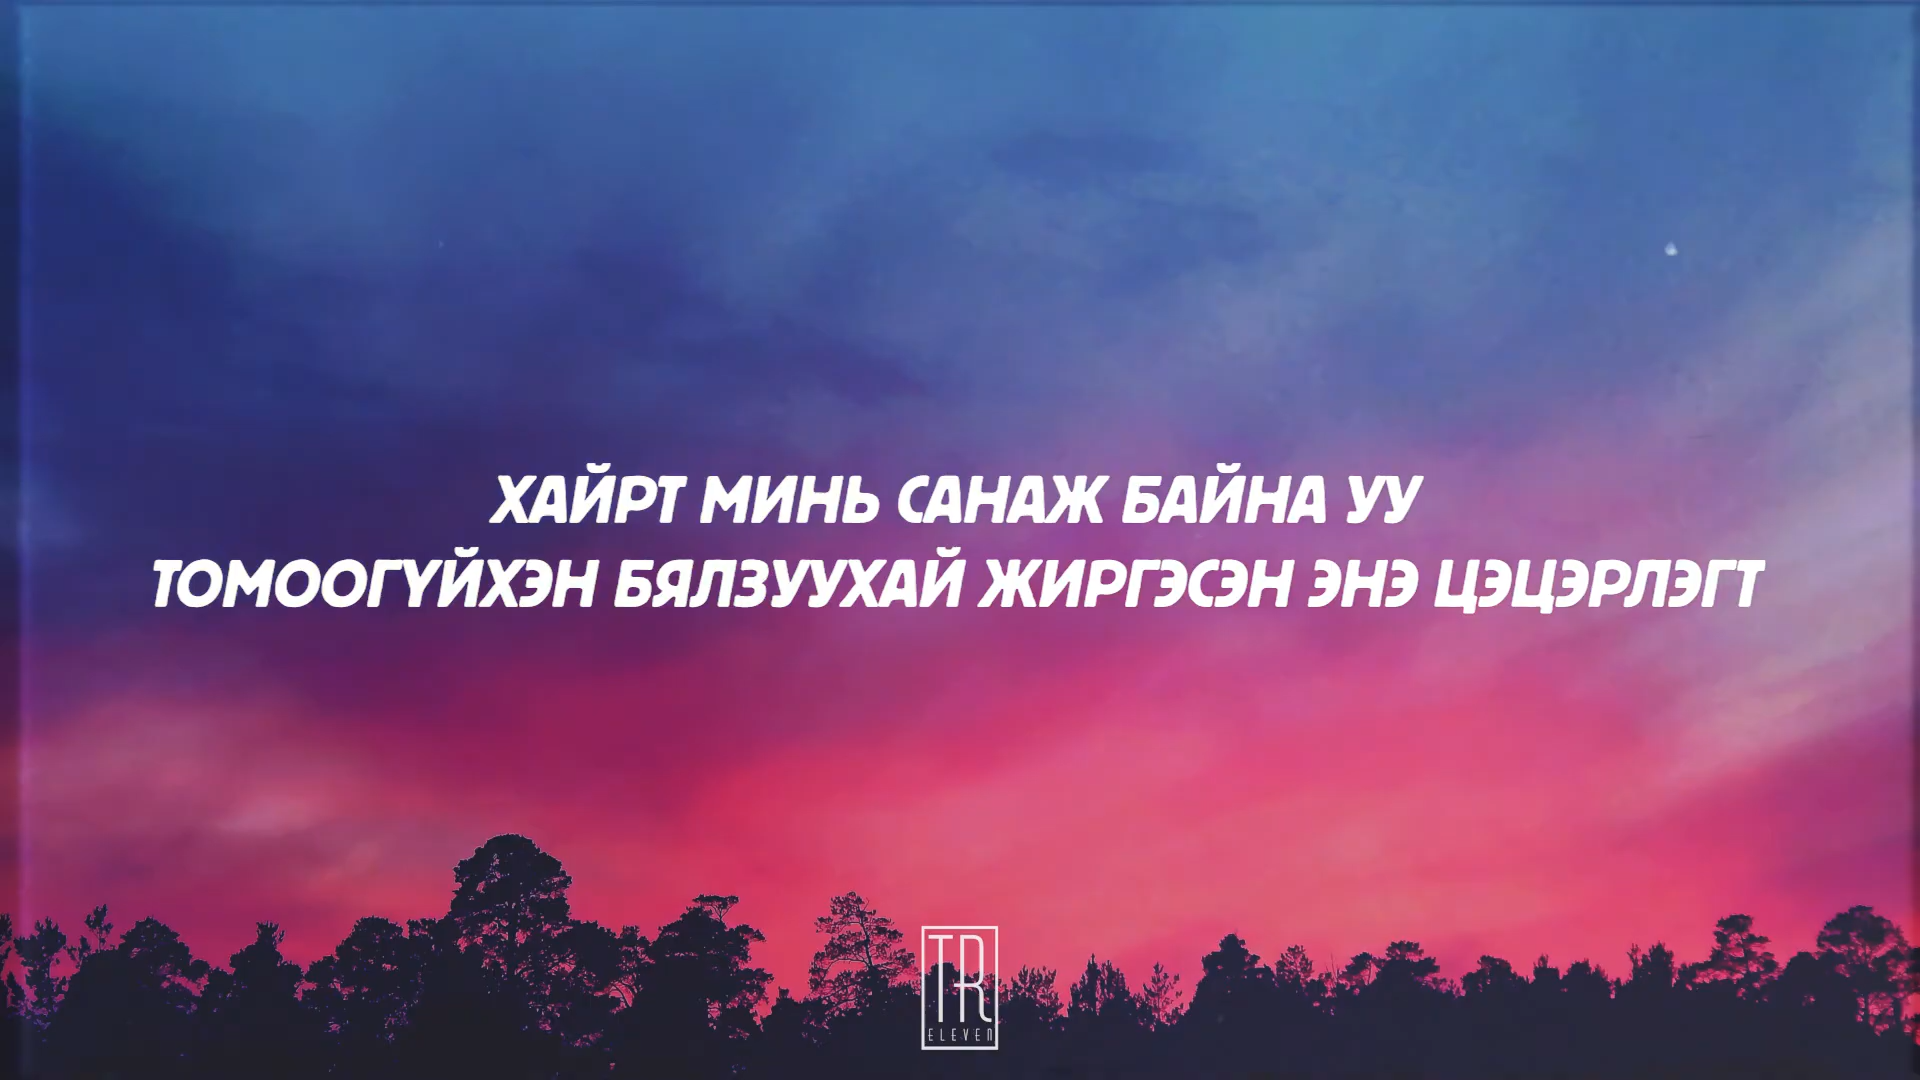 ХАЙРТ МИНЬ САНАЖ БАЙНА УУ
ТОМООГҮЙХЭН БЯЛЗУУХАЙ ЖИРГЭСЭН ЭНЭ ЦЭЦЭРЛЭГТ
TR
ELEVEN